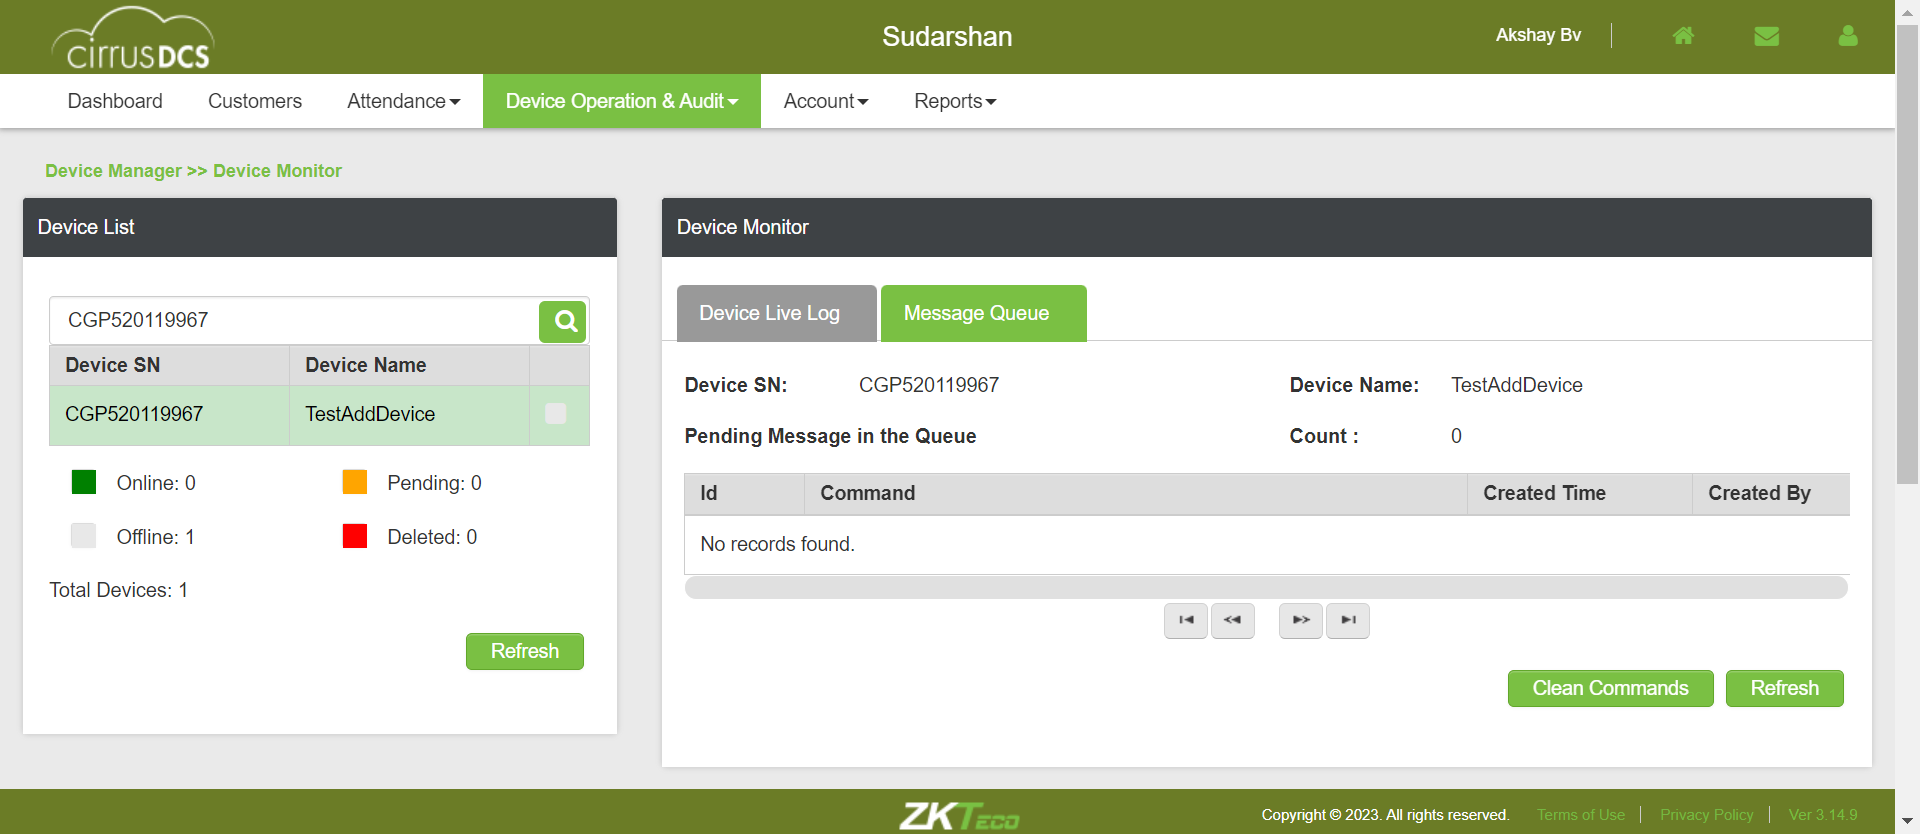 cirrusDCS
Sudarshan
Akshay Bv
Dashboard Customers Attendance Device Operation & Audit Account Reports
Device Manager >> Device Monitor
Device List
CGP520119967
Device SN Device Name
CGP520119967 TestAddDevice
Online: 0 Pending: 0
Offline: 1 Deleted: 0
Total Devices: 1
Refresh
Device Monitor
Device Live Log Message Queue
Device SN: CGP520119967 Device Name: TestAddDevice
Pending Message in the Queue Count : 0
Id Command Created Time Created By
No records found.
Clean Commands Refresh
ZKTeco
Copyright © 2023. All rights reserved. Terms of Use Privacy Policy Ver 3.14.9